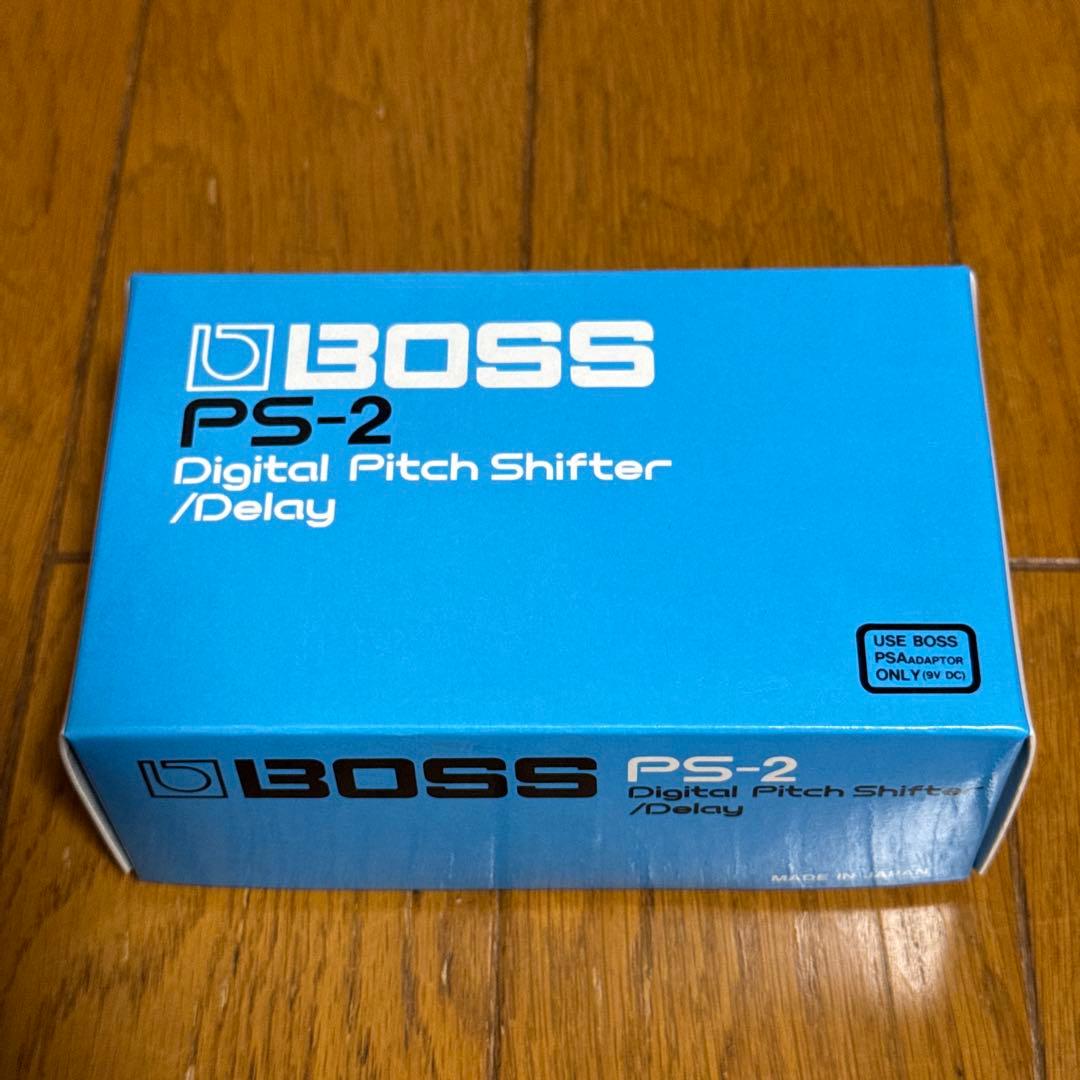 BOSS
PS-2
Digital Pitch Shifter
/Delay
USE BOSS
PSA ADAPTOR
ONLY (9V DC)
BOSS PS-2
Digital Pitch Shifter
/Delay
MADE IN JAPAN